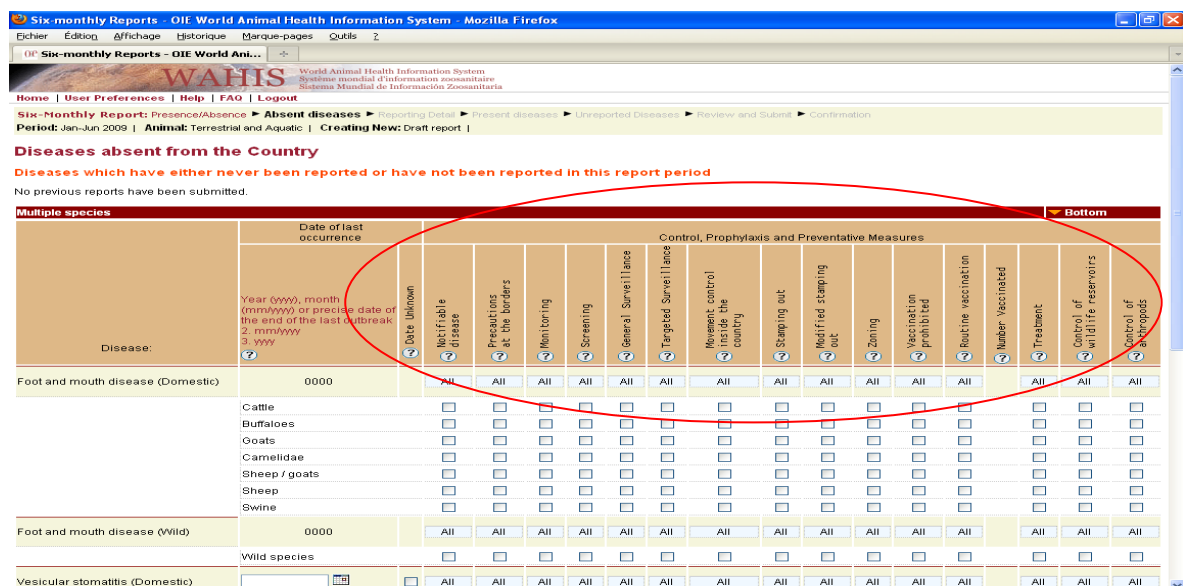 Six-monthly Reports - OIE World Animal Health Information System - Mozilla Firefox
Fichier Édition Affichage Historique Marque-pages Outils ?
OIE Six-monthly Reports - OIE World Ani...
WAHIS
World Animal Health Information System
Système mondial d'information zoosanitaire
Sistema Mundial de Información Zoosanitaria
Home | User Preferences | Help | FAQ | Logout
Six-Monthly Report: Presence/Absence ► Absent diseases ► Reporting Detail ► Present diseases ► Unreported Diseases ► Review and Submit ► Confirmation
Period: Jan-Jun 2009 | Animal: Terrestrial and Aquatic | Creating New: Draft report |
Diseases absent from the Country
Diseases which have either never been reported or have not been reported in this report period
No previous reports have been submitted.
Multiple species Bottom
Date of last occurrence
Control, Prophylaxis and Preventative Measures
Disease:
Year (yyyy), month
(mm/yyyy) or precise date of
the end of the last outbreak
2. mm/yyyy
3. yyyy
?
Date Unknown ?
Notifiable disease ?
Precautions at the borders ?
Monitoring ?
Screening ?
General Surveillance ?
Targeted Surveillance ?
Movement control inside the country ?
Stamping out ?
Modified stamping out ?
Zoning ?
Vaccination prohibited ?
Routine vaccination ?
Number Vaccinated ?
Treatment ?
Control of wildlife reservoirs ?
Control of arthropods ?
Foot and mouth disease (Domestic) 0000 All All All All All All All All All All All All All All All
Cattle
Buffaloes
Goats
Camelidae
Sheep / goats
Sheep
Swine
Foot and mouth disease (Wild) 0000 All All All All All All All All All All All All All All All
Wild species
Vesicular stomatitis (Domestic) All All All All All All All All All All All All All All All